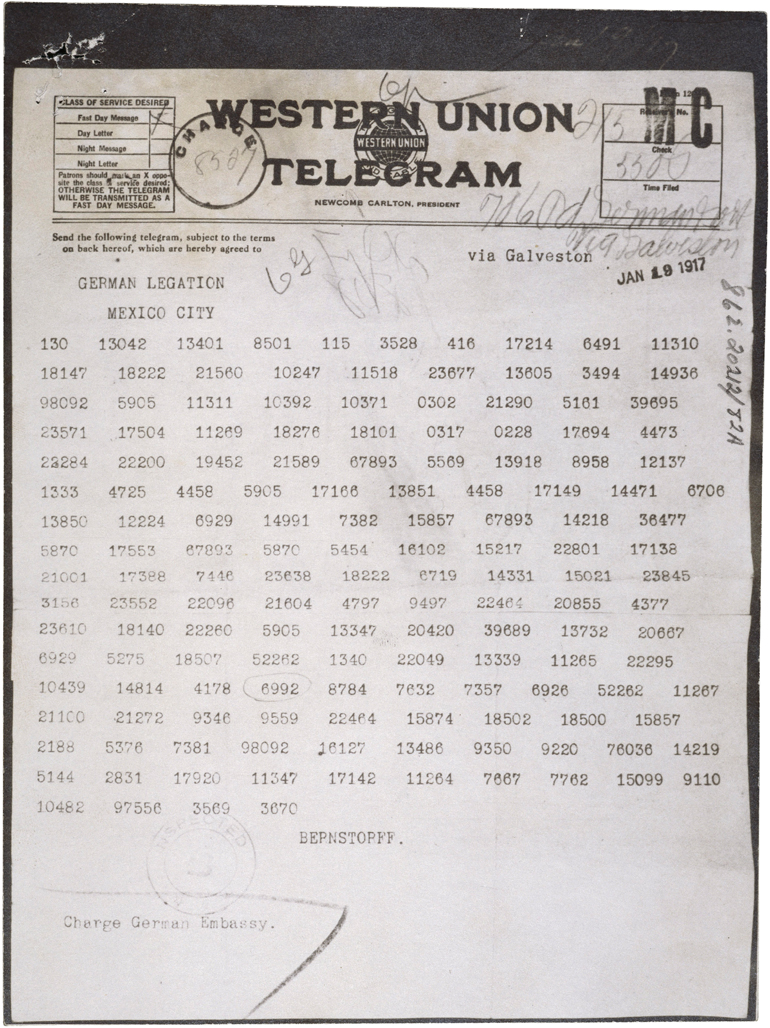 CLASS OF SERVICE DESIRED
Fast Day Message
Day Letter
Night Message
Night Letter
Patrons should mark an X oppo-
site the class of service desired;
OTHERWISE THE TELEGRAM
WILL BE TRANSMITTED AS A
FAST DAY MESSAGE.
CHARGE
WESTERN UNION
WESTERN UNION
TELEGRAM
NEWCOMB CARLTON, PRESIDENT
MC
Receiver's No.
Check
Time Filed
Send the following telegram, subject to the terms
on back hereof, which are hereby agreed to
via Galveston
Via Galveston
JAN 19 1917
GERMAN LEGATION
MEXICO CITY
130 13042 13401 8501 115 3528 416 17214 6491 11310
18147 18222 21560 10247 11518 23677 13605 3494 14936
98092 5905 11311 10392 10371 0302 21290 5161 39695
23571 17504 11269 18276 18101 0317 0228 17694 4473
22284 22200 19452 21589 67893 5569 13918 8958 12137
1333 4725 4458 5905 17166 13851 4458 17149 14471 6706
13850 12224 6929 14991 7382 15857 67893 14218 36477
5870 17553 67893 5870 5454 16102 15217 22801 17138
21001 17388 7446 23638 18222 6719 14331 15021 23845
3156 23552 22096 21604 4797 9497 22464 20855 4377
23610 18140 22260 5905 13347 20420 39689 13732 20667
6929 5275 18507 52262 1340 22049 13339 11265 22295
10439 14814 4178 6992 8784 7632 7357 6926 52262 11267
21100 21272 9346 9559 22464 15874 18502 18500 15857
2188 5376 7381 98092 16127 13486 9350 9220 76036 14219
5144 2831 17920 11347 17142 11264 7667 7762 15099 9110
10482 97556 3569 3670
BEPNSTOPFF.
Charge German Embassy.
862.20212/82A